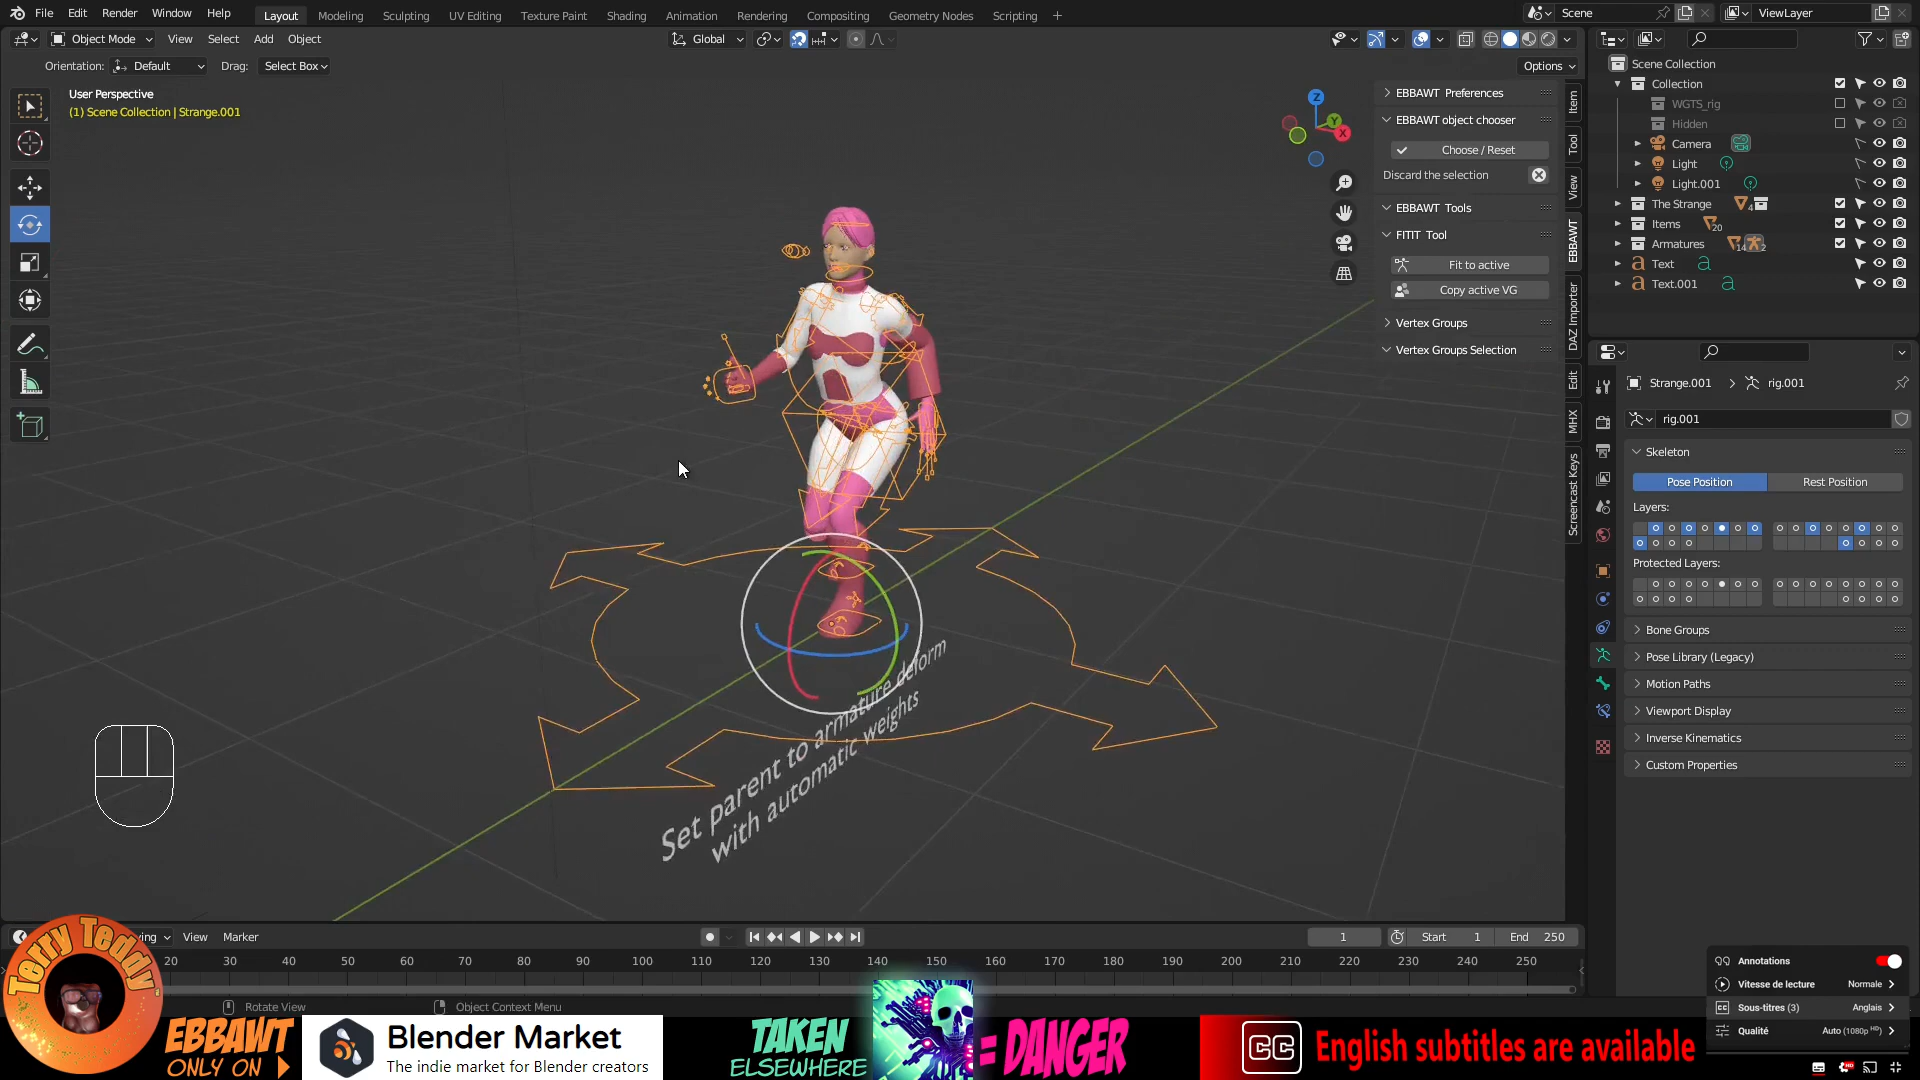 File Edit Render Window Help Layout Modeling Sculpting UV Editing Texture Paint Shading Animation Rendering Compositing Geometry Nodes Scripting + Scene ViewLayer
Object Mode View Select Add Object Global
Orientation: Default Drag: Select Box Options
User Perspective
(1) Scene Collection | Strange.001
Z
Y
X
EBBAWT Preferences
EBBAWT object chooser
Choose / Reset
Discard the selection
EBBAWT Tools
FITIT Tool
Fit to active
Copy active VG
Vertex Groups
Vertex Groups Selection
Item
Tool
View
EBBAWT
DAZ Importer
Edit
MHX
Screencast Keys
Scene Collection
Collection
WGTS_rig
Hidden
Camera
Light
Light.001
The Strange 4
Items 20
Armatures 14 2
Text
Text.001
Strange.001 rig.001
rig.001
Skeleton
Pose Position Rest Position
Layers:
Protected Layers:
Bone Groups
Pose Library (Legacy)
Motion Paths
Viewport Display
Inverse Kinematics
Custom Properties
Set parent to armature deform
with automatic weights
View Marker 1 Start 1 End 250
20 30 40 50 60 70 80 90 100 110 120 130 140 150 160 170 180 190 200 210 220 230 240 250
Rotate View Object Context Menu
Annotations
Vitesse de lecture Normale
Sous-titres (3) Anglais
Qualité Auto (1080p HD)
Terry Teddy
EBBAWT
ONLY ON
Blender Market
The indie market for Blender creators
TAKEN
ELSEWHERE
= DANGER
CC English subtitles are available